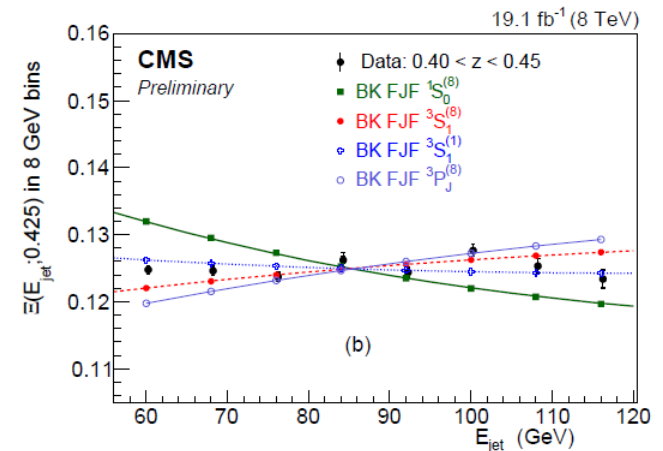 19.1 fb⁻¹ (8 TeV)
CMS
Preliminary
Data: 0.40 < z < 0.45
BK FJF ¹S₀⁽⁸⁾
BK FJF ³S₁⁽⁸⁾
BK FJF ³S₁⁽¹⁾
BK FJF ³P_J⁽⁸⁾
Ξ(E_jet;0.425) in 8 GeV bins
0.16
0.15
0.14
0.13
0.12
0.11
(b)
60 70 80 90 100 110 120
E_jet (GeV)